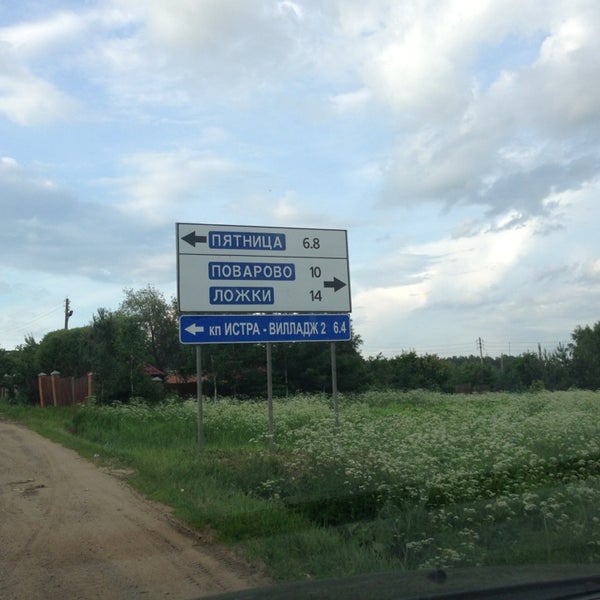 ПЯТНИЦА 6.8
ПОВАРОВО 10
ЛОЖКИ 14
кп ИСТРА - ВИЛЛАДЖ 2 6.4